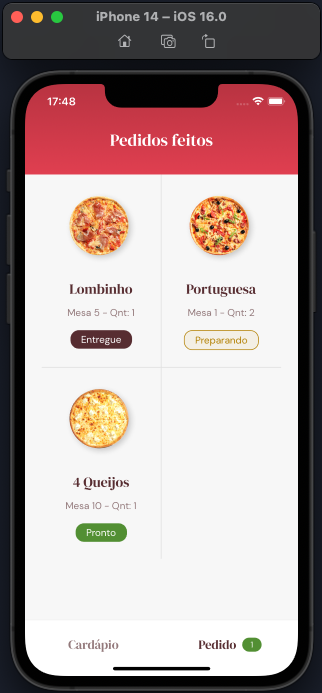 iPhone 14 – iOS 16.0
17:48
Pedidos feitos
Lombinho
Mesa 5 - Qnt: 1
Entregue
Portuguesa
Mesa 1 - Qnt: 2
Preparando
4 Queijos
Mesa 10 - Qnt: 1
Pronto
Cardápio
Pedido 1